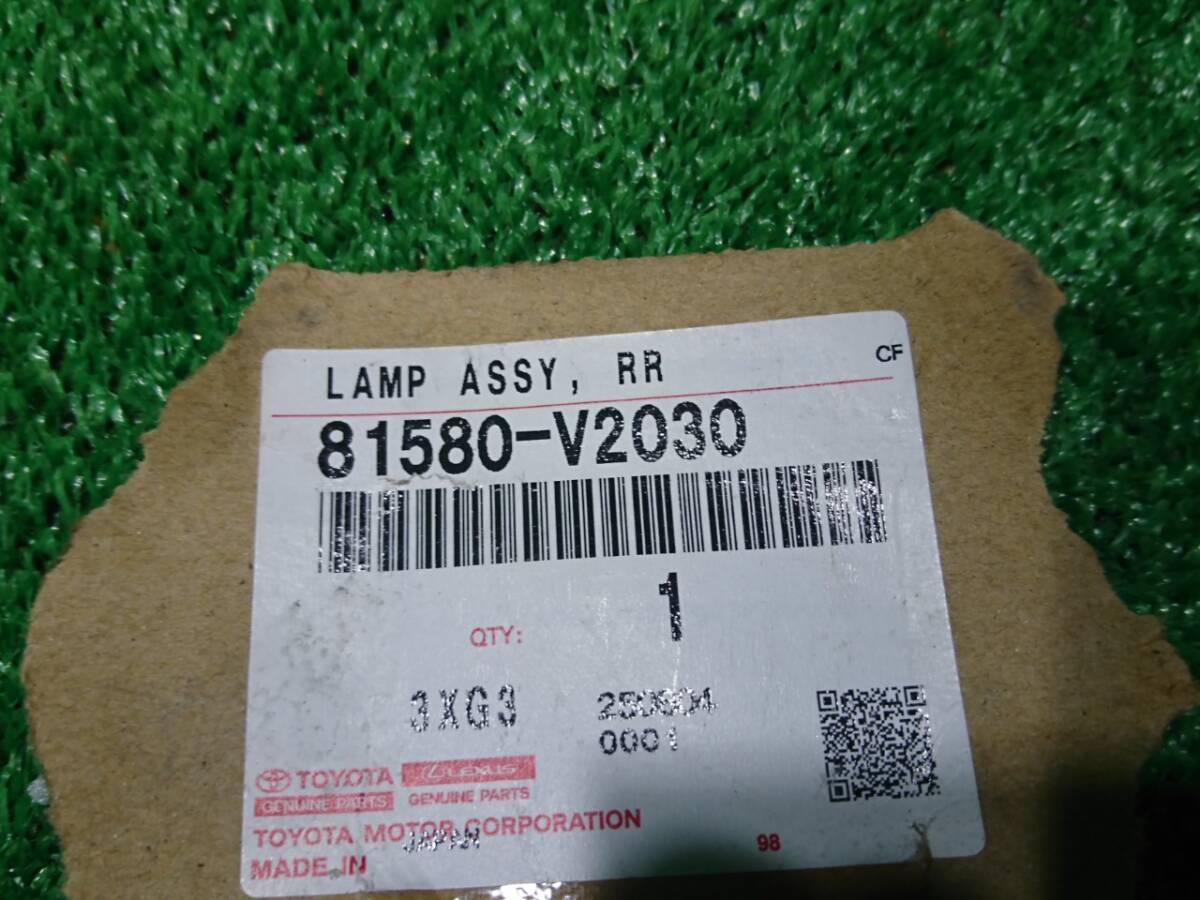 LAMP ASSY, RR
CF
81580-V2030
QTY: 1
3XG3
250604
0001
TOYOTA
GENUINE PARTS
LEXUS
GENUINE PARTS
TOYOTA MOTOR CORPORATION
98
MADE IN JAPAN